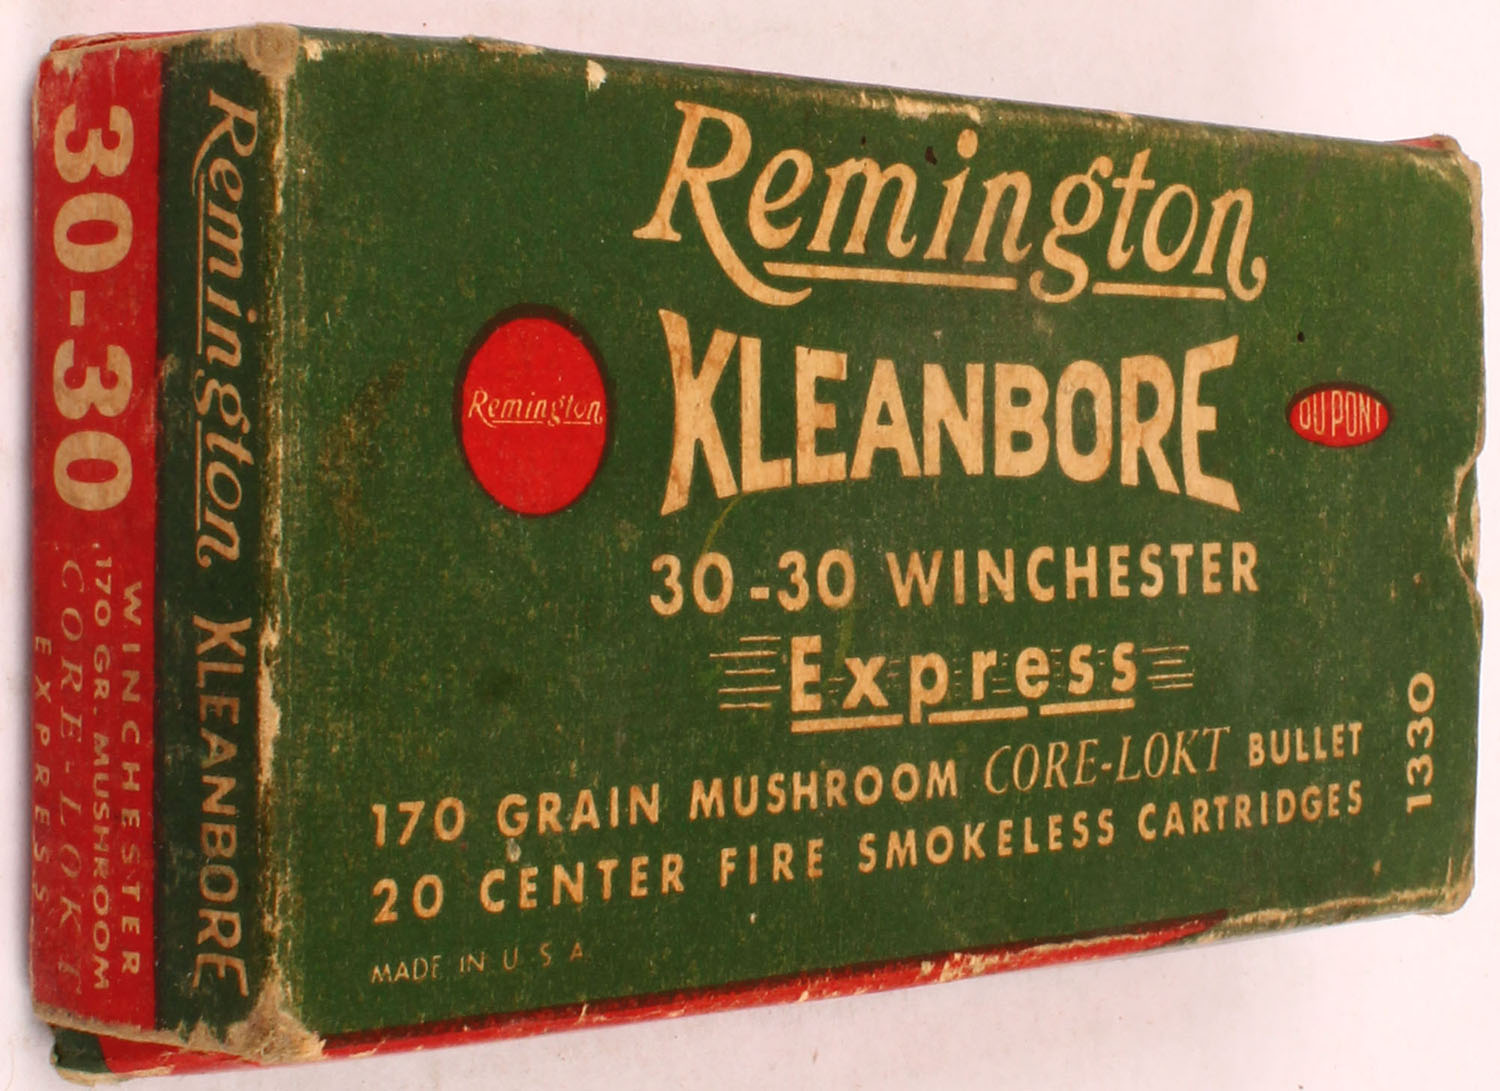 Remington
KLEANBORE
Remington
DU PONT
30-30 WINCHESTER
Express
170 GRAIN MUSHROOM CORE-LOKT BULLET
20 CENTER FIRE SMOKELESS CARTRIDGES
MADE IN U S A
1330
Remington KLEANBORE
30-30
WINCHESTER
170 GR. MUSHROOM
CORE-LOKT
EXPRESS